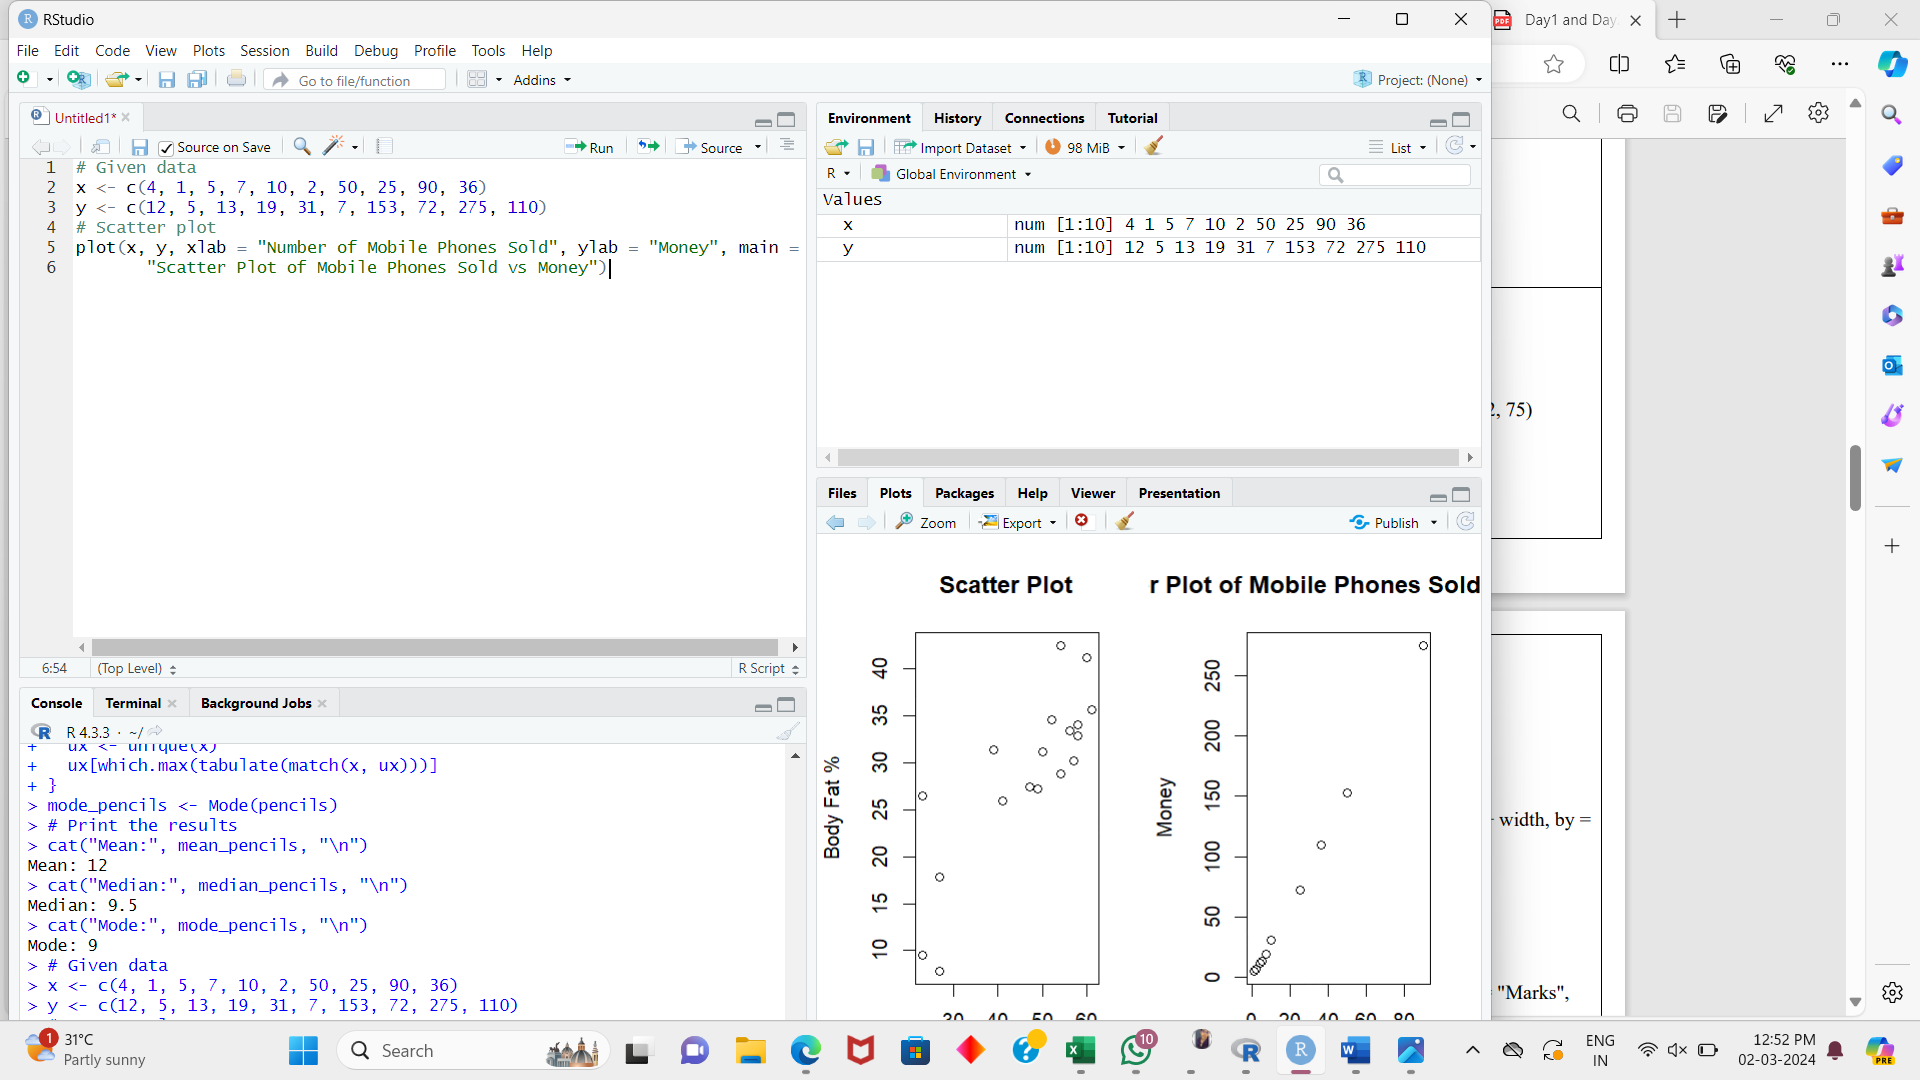 RStudio
File Edit Code View Plots Session Build Debug Profile Tools Help
Go to file/function Addins Project: (None)
Untitled1*
Source on Save Run Source
1 # Given data
2 x <- c(4, 1, 5, 7, 10, 2, 50, 25, 90, 36)
3 y <- c(12, 5, 13, 19, 31, 7, 153, 72, 275, 110)
4 # Scatter plot
5 plot(x, y, xlab = "Number of Mobile Phones Sold", ylab = "Money", main =
6 "Scatter Plot of Mobile Phones Sold vs Money")
6:54 (Top Level) R Script
Console Terminal Background Jobs
R 4.3.3 · ~/
+ ux <- unique(x)
+ ux[which.max(tabulate(match(x, ux)))]
+ }
> mode_pencils <- Mode(pencils)
> # Print the results
> cat("Mean:", mean_pencils, "\n")
Mean: 12
> cat("Median:", median_pencils, "\n")
Median: 9.5
> cat("Mode:", mode_pencils, "\n")
Mode: 9
> # Given data
> x <- c(4, 1, 5, 7, 10, 2, 50, 25, 90, 36)
> y <- c(12, 5, 13, 19, 31, 7, 153, 72, 275, 110)
Environment History Connections Tutorial
Import Dataset 98 MiB List
R Global Environment
Values
x num [1:10] 4 1 5 7 10 2 50 25 90 36
y num [1:10] 12 5 13 19 31 7 153 72 275 110
Files Plots Packages Help Viewer Presentation
Zoom Export Publish
Scatter Plot
Body Fat %
40
35
30
25
20
15
10
30 40 50 60
r Plot of Mobile Phones Sold
Money
250
200
150
100
50
0
0 20 40 60 80
PDF Day1 and Day
2, 75)
width, by =
"Marks",
1 31°C
Partly sunny
Search
10
ENG
IN
12:52 PM
02-03-2024
PRE